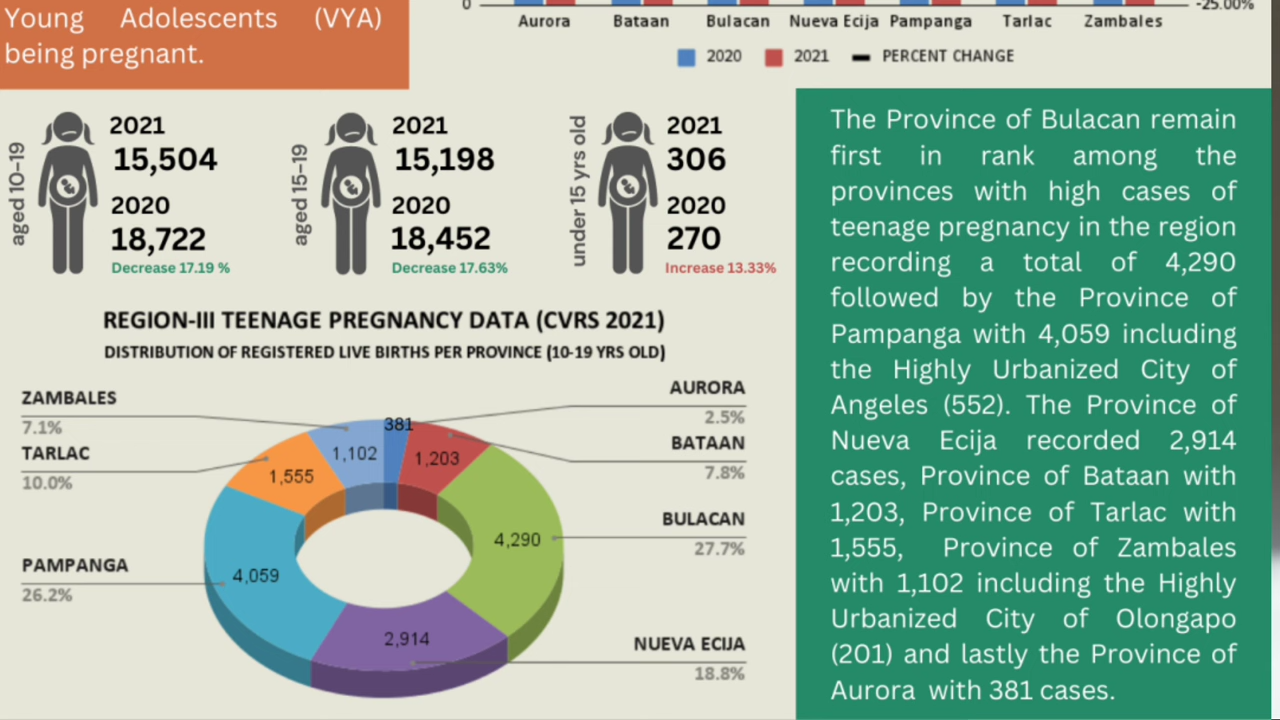 Young Adolescents (VYA)
being pregnant.
0
-25.00%
Aurora Bataan Bulacan Nueva Ecija Pampanga Tarlac Zambales
2020 2021 PERCENT CHANGE
aged 10-19
2021
15,504
2020
18,722
Decrease 17.19 %
aged 15-19
2021
15,198
2020
18,452
Decrease 17.63%
under 15 yrs old
2021
306
2020
270
Increase 13.33%
REGION-III TEENAGE PREGNANCY DATA (CVRS 2021)
DISTRIBUTION OF REGISTERED LIVE BIRTHS PER PROVINCE (10-19 YRS OLD)
ZAMBALES
7.1%
TARLAC
10.0%
PAMPANGA
26.2%
AURORA
2.5%
BATAAN
7.8%
BULACAN
27.7%
NUEVA ECIJA
18.8%
381
1,102
1,203
1,555
4,290
4,059
2,914
The Province of Bulacan remain
first in rank among the
provinces with high cases of
teenage pregnancy in the region
recording a total of 4,290
followed by the Province of
Pampanga with 4,059 including
the Highly Urbanized City of
Angeles (552). The Province of
Nueva Ecija recorded 2,914
cases, Province of Bataan with
1,203, Province of Tarlac with
1,555, Province of Zambales
with 1,102 including the Highly
Urbanized City of Olongapo
(201) and lastly the Province of
Aurora with 381 cases.